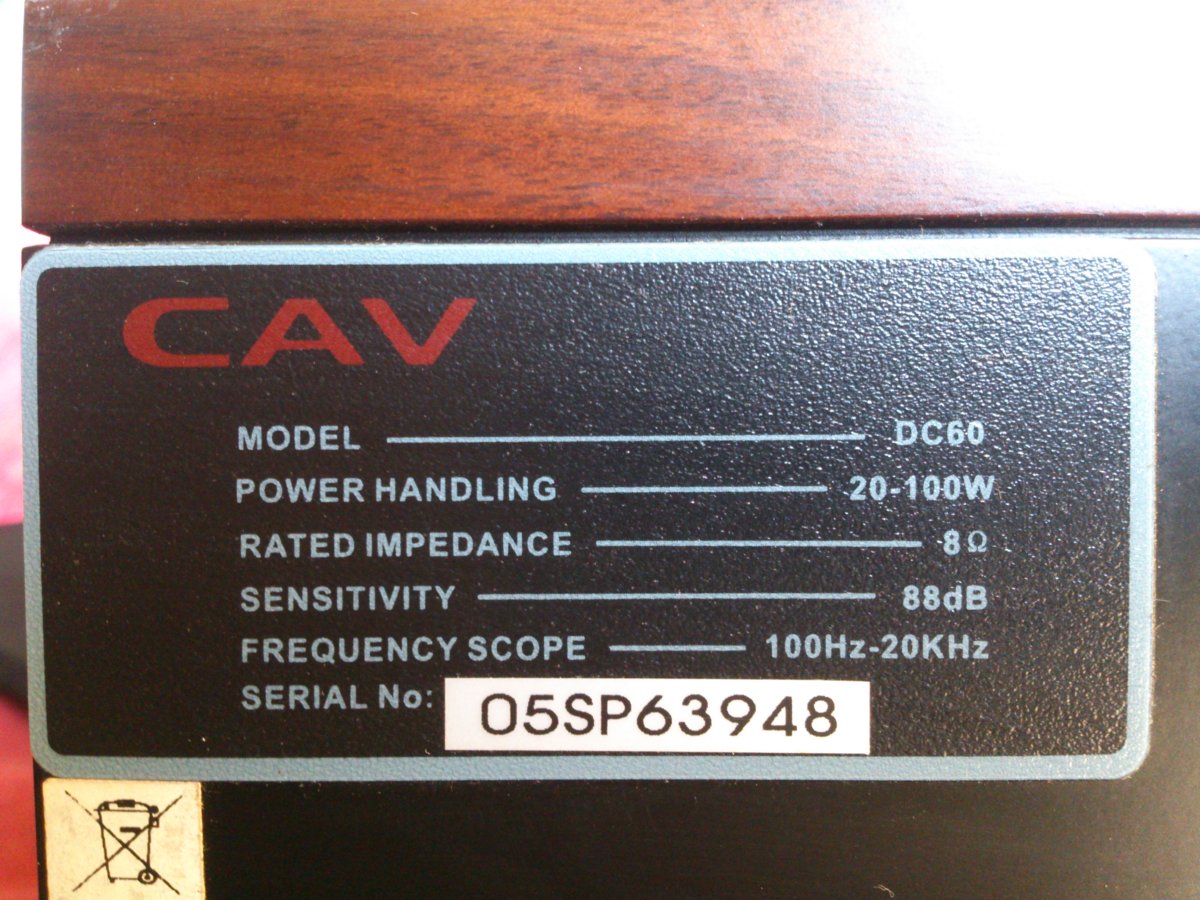 CAV
MODEL DC60
POWER HANDLING 20-100W
RATED IMPEDANCE 8Ω
SENSITIVITY 88dB
FREQUENCY SCOPE 100Hz-20KHz
SERIAL No: 05SP63948